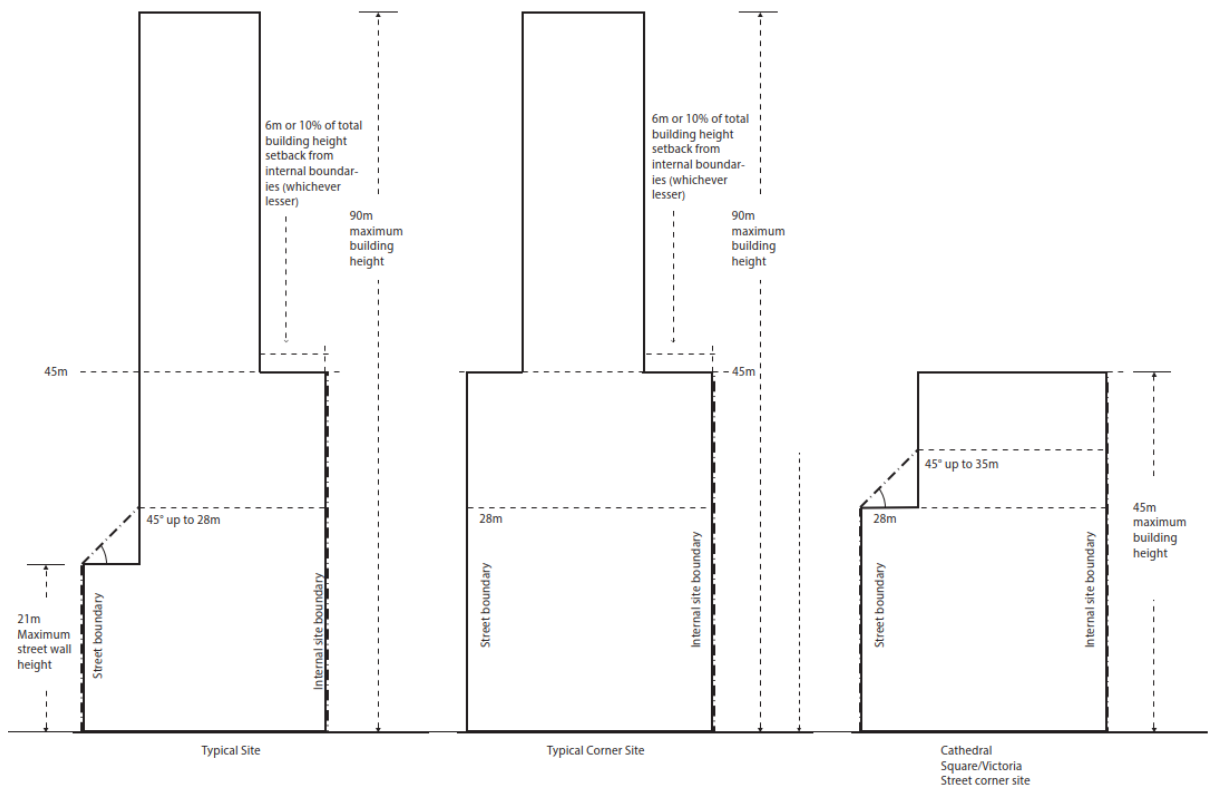 6m or 10% of total
building height
setback from
internal boundar-
ies (whichever
lesser)
90m
maximum
building
height
45m
45° up to 28m
21m
Maximum
street wall
height
Street boundary
Internal site boundary
Typical Site
6m or 10% of total
building height
setback from
internal boundar-
ies (whichever
lesser)
90m
maximum
building
height
45m
28m
Street boundary
Internal site boundary
Typical Corner Site
45° up to 35m
28m
45m
maximum
building
height
Street boundary
Internal site boundary
Cathedral
Square/Victoria
Street corner site